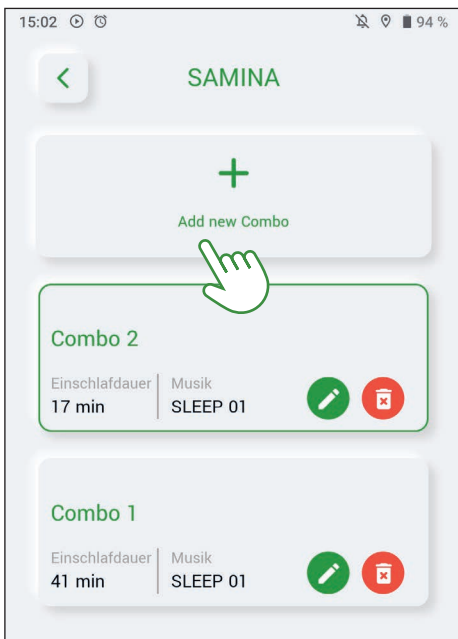 15:02 94 %
SAMINA
Add new Combo
Combo 2
Einschlafdauer Musik
17 min SLEEP 01
Combo 1
Einschlafdauer Musik
41 min SLEEP 01